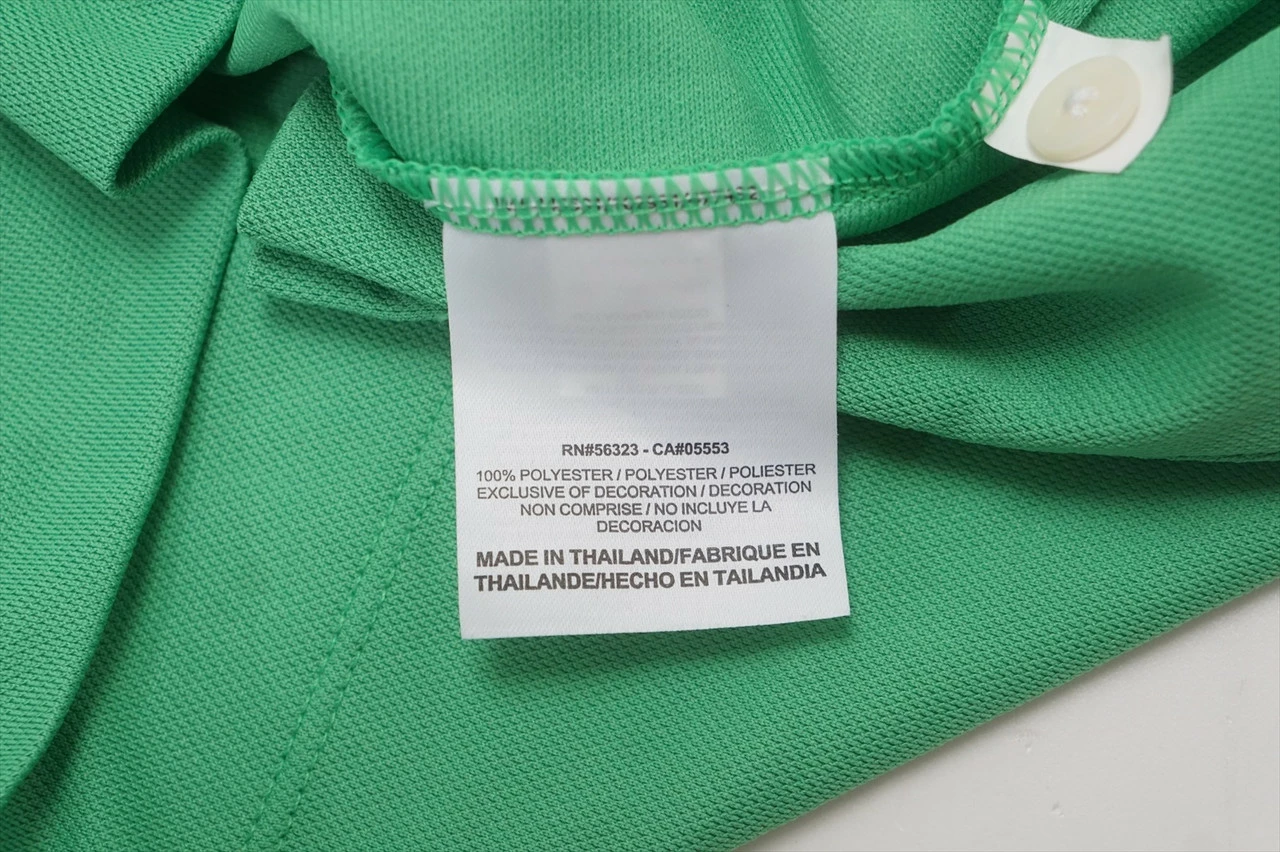 RN#56323 - CA#05553
100% POLYESTER / POLYESTER / POLIESTER
EXCLUSIVE OF DECORATION / DECORATION
NON COMPRISE / NO INCLUYE LA
DECORACION
MADE IN THAILAND/FABRIQUE EN
THAILANDE/HECHO EN TAILANDIA